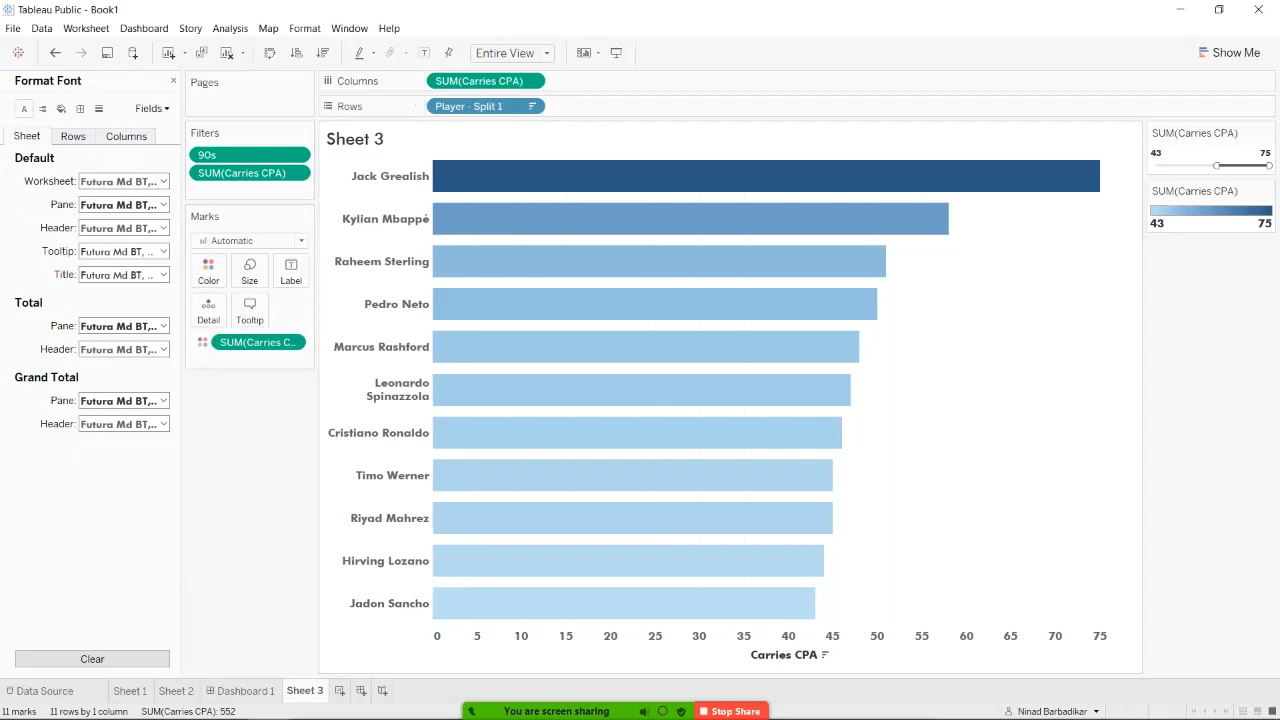 Tableau Public - Book1
File Data Worksheet Dashboard Story Analysis Map Format Window Help
Entire View
Show Me
Format Font
Fields
Sheet Rows Columns
Default
Worksheet: Futura Md BT,..
Pane: Futura Md BT,..
Header: Futura Md BT,..
Tooltip: Futura Md BT, ..
Title: Futura Md BT, ..
Total
Pane: Futura Md BT,..
Header: Futura Md BT,..
Grand Total
Pane: Futura Md BT,..
Header: Futura Md BT,..
Clear
Pages
Filters
90s
SUM(Carries CPA)
Marks
Automatic
Color Size Label
Detail Tooltip
SUM(Carries C..
Columns SUM(Carries CPA)
Rows Player - Split 1
Sheet 3
Jack Grealish
Kylian Mbappé
Raheem Sterling
Pedro Neto
Marcus Rashford
Leonardo
Spinazzola
Cristiano Ronaldo
Timo Werner
Riyad Mahrez
Hirving Lozano
Jadon Sancho
0 5 10 15 20 25 30 35 40 45 50 55 60 65 70 75
Carries CPA
SUM(Carries CPA)
43 75
SUM(Carries CPA)
43 75
Data Source Sheet 1 Sheet 2 Dashboard 1 Sheet 3
11 marks 11 rows by 1 column SUM(Carries CPA): 552
You are screen sharing Stop Share
Ninad Barbadikar